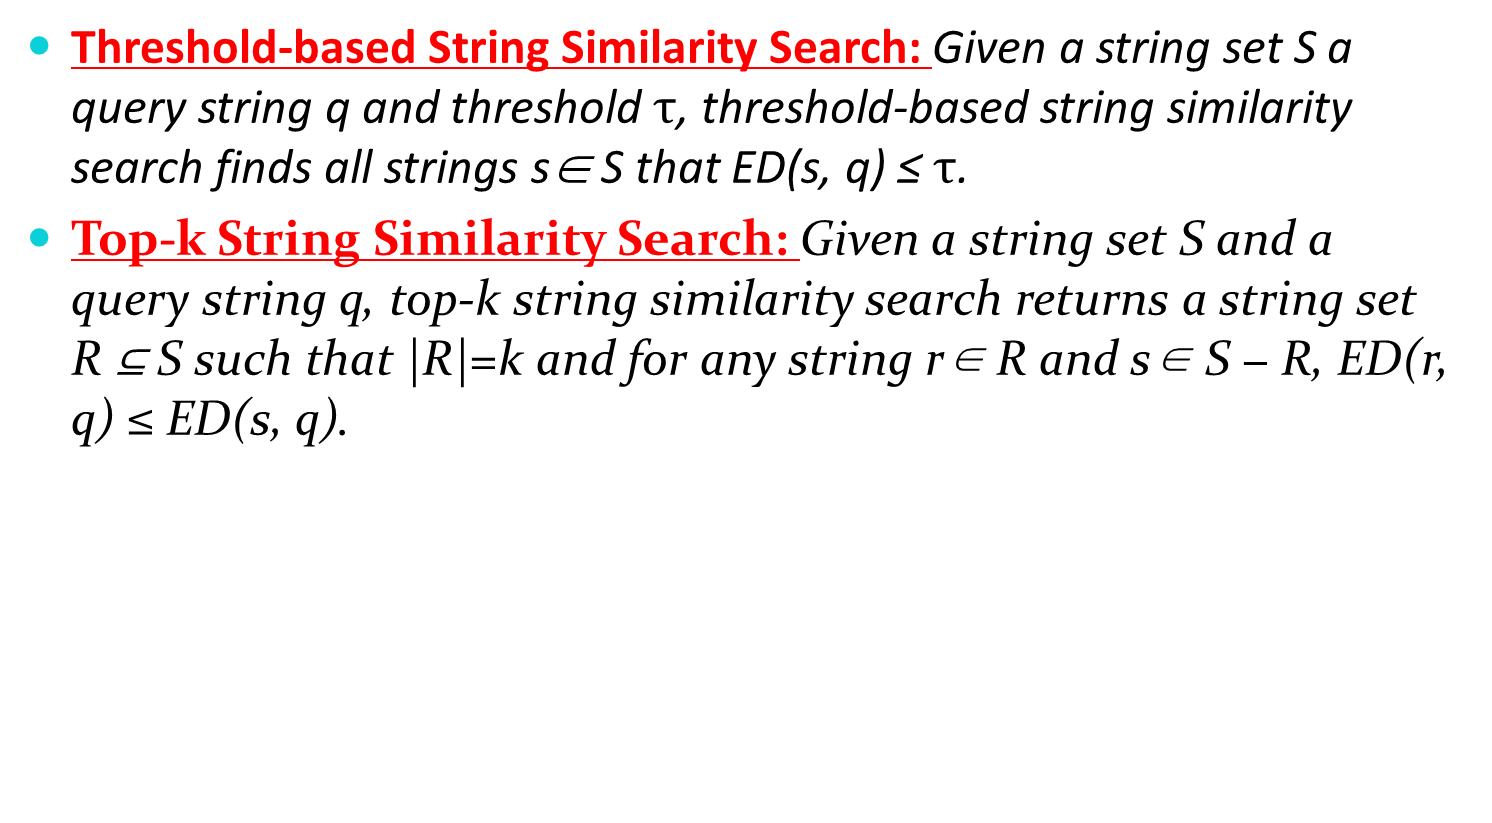 • Threshold-based String Similarity Search: Given a string set S a
query string q and threshold τ, threshold-based string similarity
search finds all strings s∈ S that ED(s, q) ≤ τ.
• Top-k String Similarity Search: Given a string set S and a
query string q, top-k string similarity search returns a string set
R ⊆ S such that |R|=k and for any string r∈ R and s∈ S – R, ED(r,
q) ≤ ED(s, q).